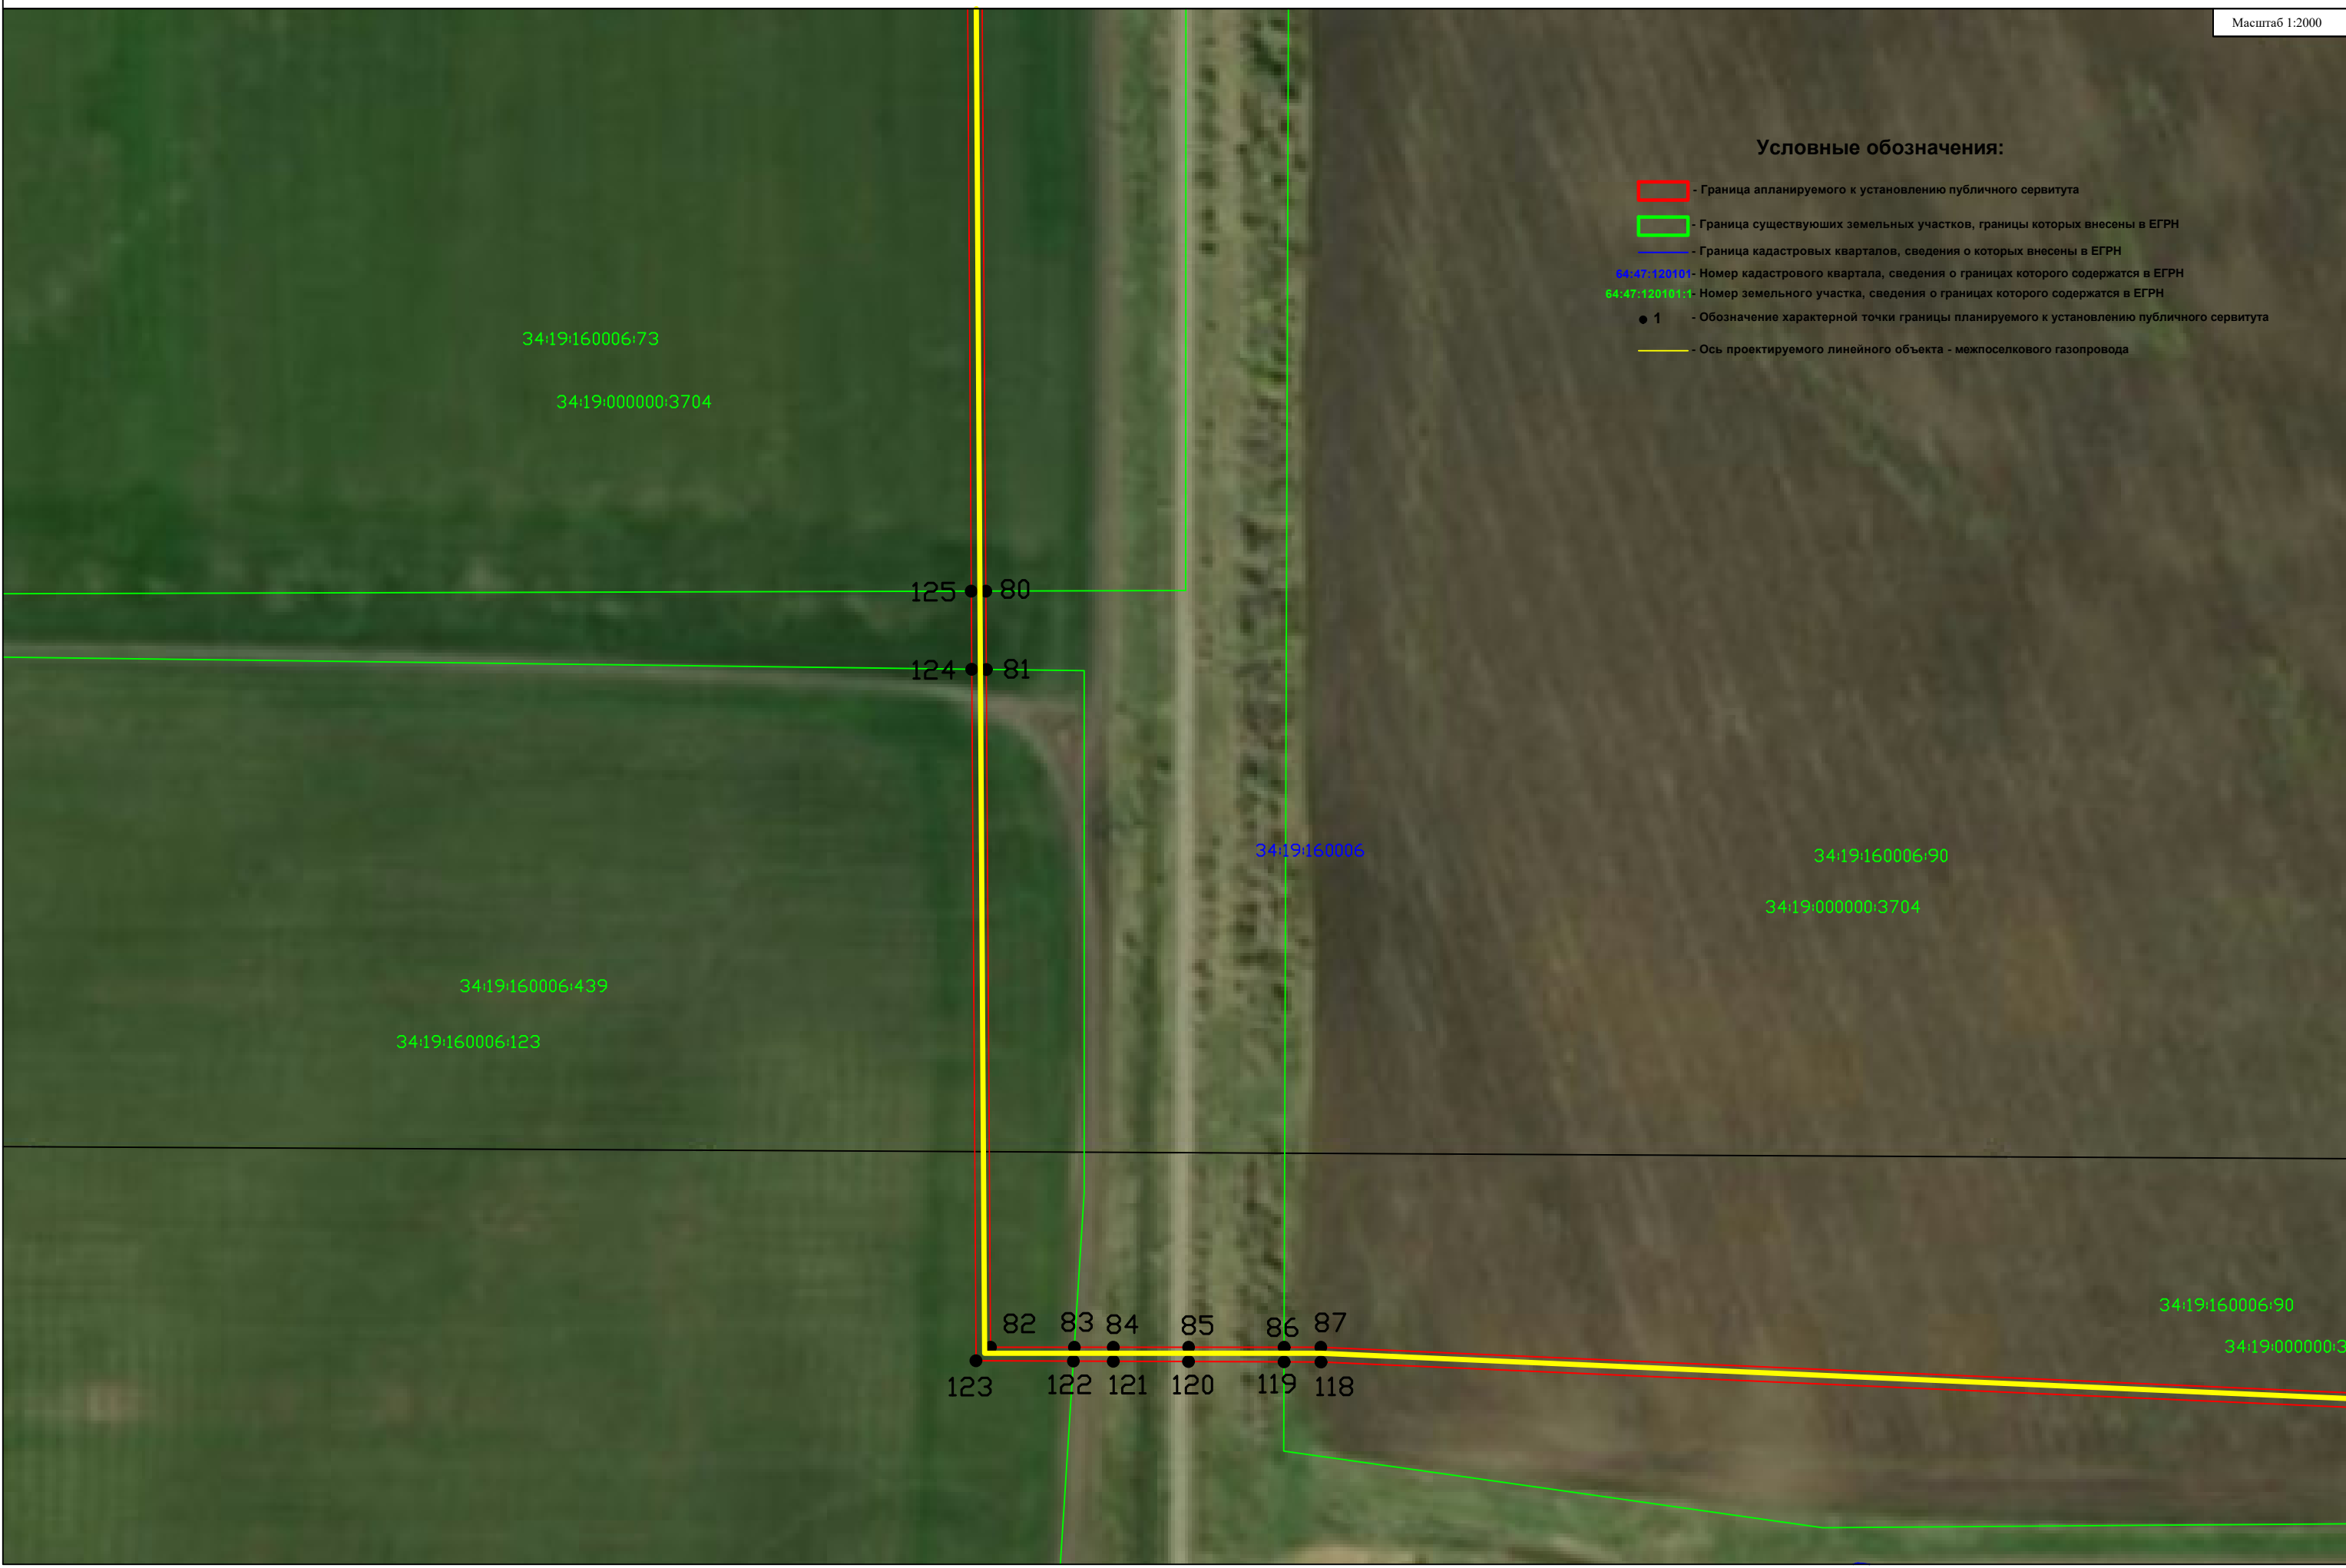 Масштаб 1:2000
Условные обозначения:
- Граница апланируемого к установлению публичного сервитута
- Граница существуюших земельных участков, границы которых внесены в ЕГРН
- Граница кадастровых кварталов, сведения о которых внесены в ЕГРН
64:47:120101- Номер кадастрового квартала, сведения о границах которого содержатся в ЕГРН
64:47:120101:1- Номер земельного участка, сведения о границах которого содержатся в ЕГРН
1 - Обозначение характерной точки границы планируемого к установлению публичного сервитута
- Ось проектируемого линейного объекта - межпоселкового газопровода
34:19:160006:73
34:19:000000:3704
125 80
124 81
34:19:160006
34:19:160006:90
34:19:000000:3704
34:19:160006:439
34:19:160006:123
34:19:160006:90
34:19:000000:3
82 83 84 85 86 87
123 122 121 120 119 118